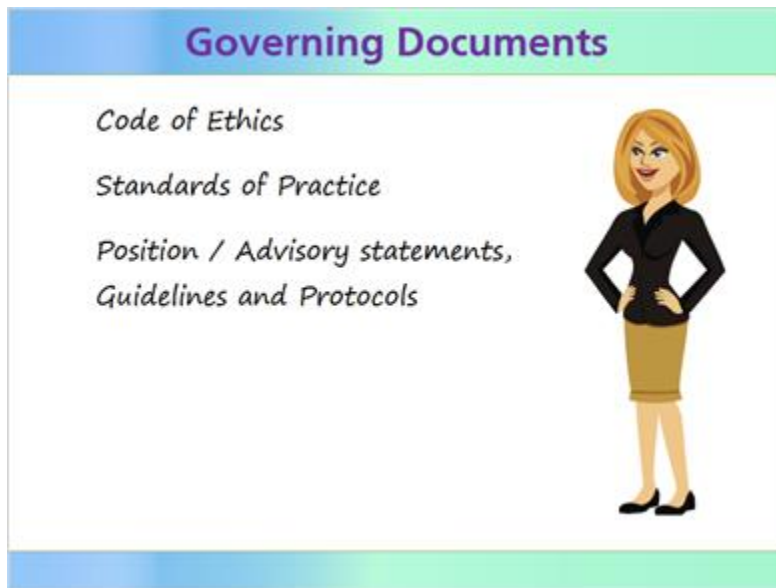 Governing Documents
Code of Ethics
Standards of Practice
Position / Advisory statements,
Guidelines and Protocols